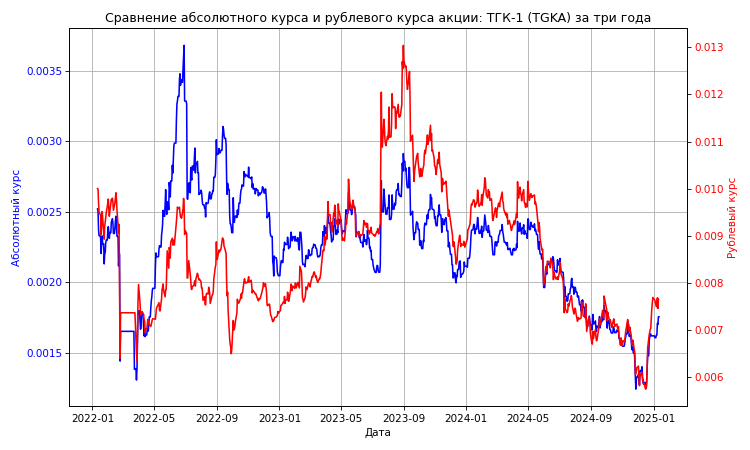 Сравнение абсолютного курса и рублевого курса акции: ТГК-1 (TGKA) за три года
0.0035
0.0030
0.0025
0.0020
0.0015
Абсолютный курс
0.013
0.012
0.011
0.010
0.009
0.008
0.007
0.006
Рублевый курс
2022-01 2022-05 2022-09 2023-01 2023-05 2023-09 2024-01 2024-05 2024-09 2025-01
Дата